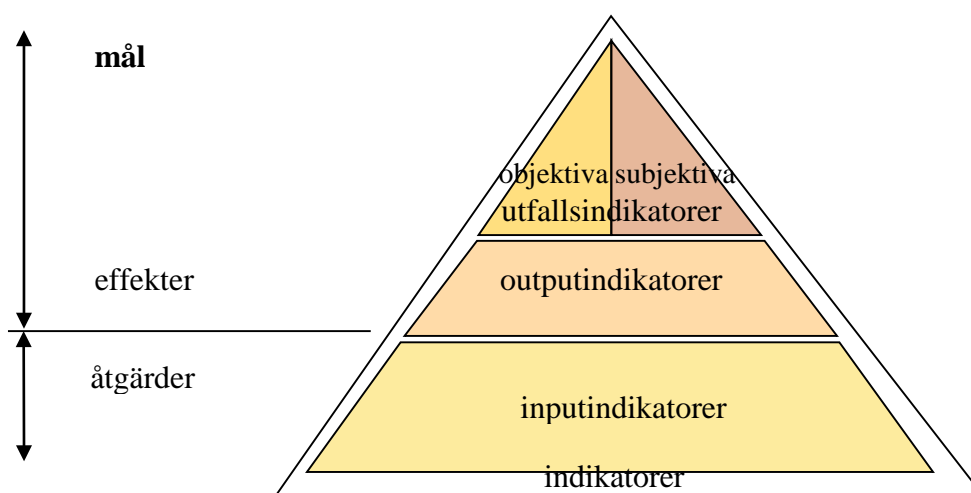 mål
objektiva subjektiva
utfallsindikatorer
effekter outputindikatorer
åtgärder
inputindikatorer
indikatorer